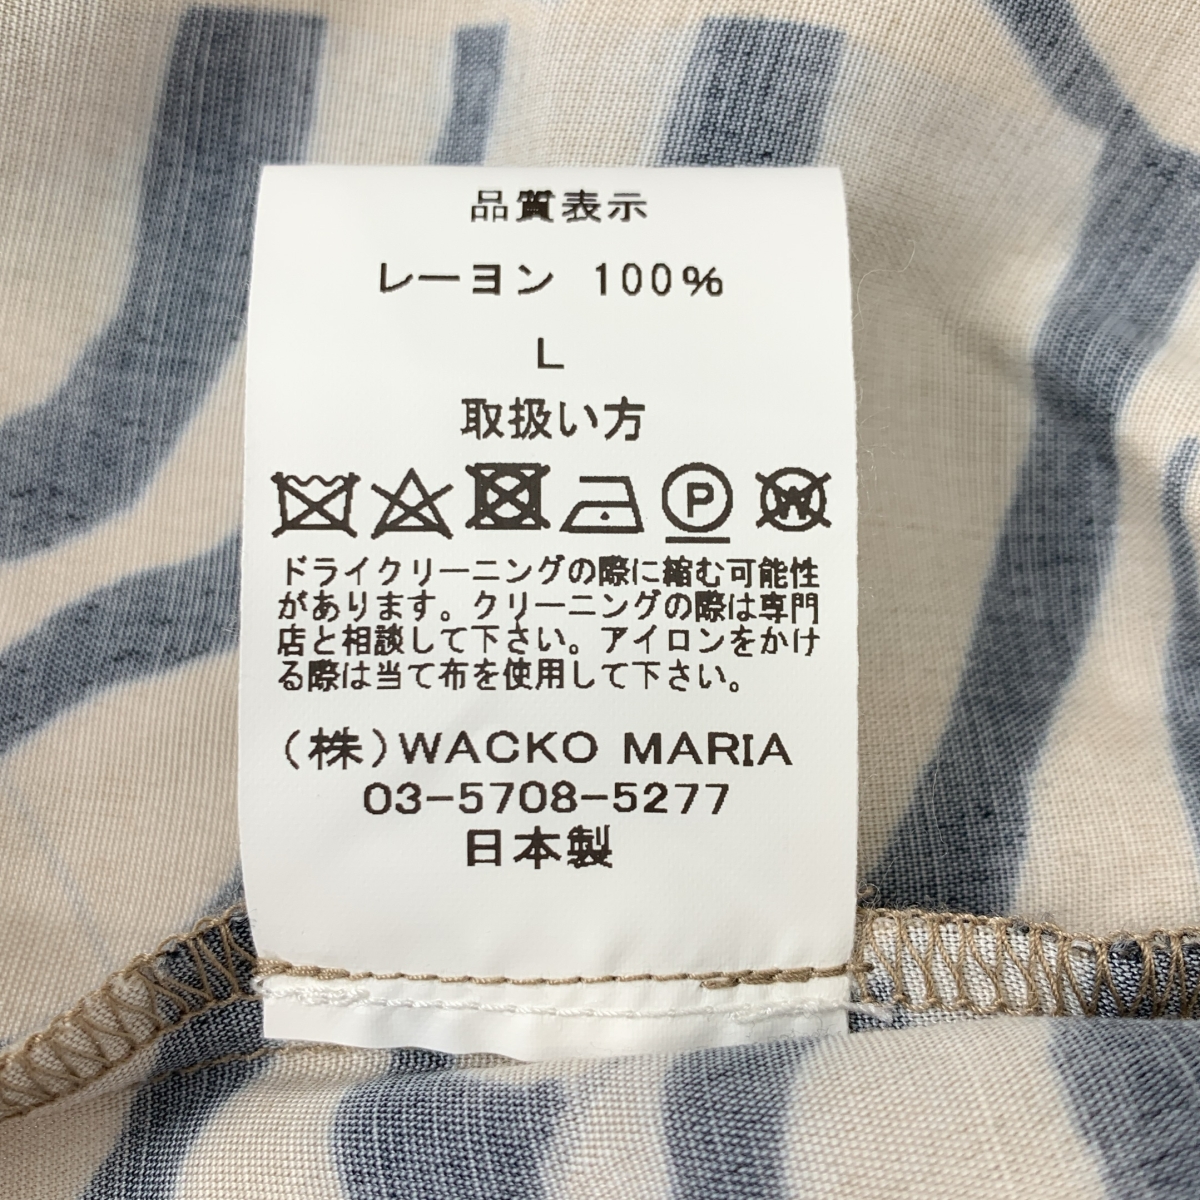 品質表示
レーヨン 100%
L
取扱い方
P W
ドライクリーニングの際に縮む可能性
があります。クリーニングの際は専門
店と相談して下さい。アイロンをかけ
る際は当て布を使用して下さい。
(株)WACKO MARIA
03-5708-5277
日本製